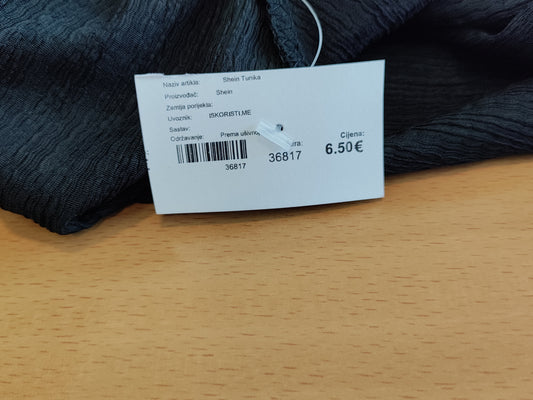 Naziv artikla: Shein Tunika
Proizvođač: Shein
Zemlja porijekla:
Uvoznik: ISKORISTI.ME
Sastav:
Održavanje: Prema ušivnoj
Cijena:
36817 6.50€
36817